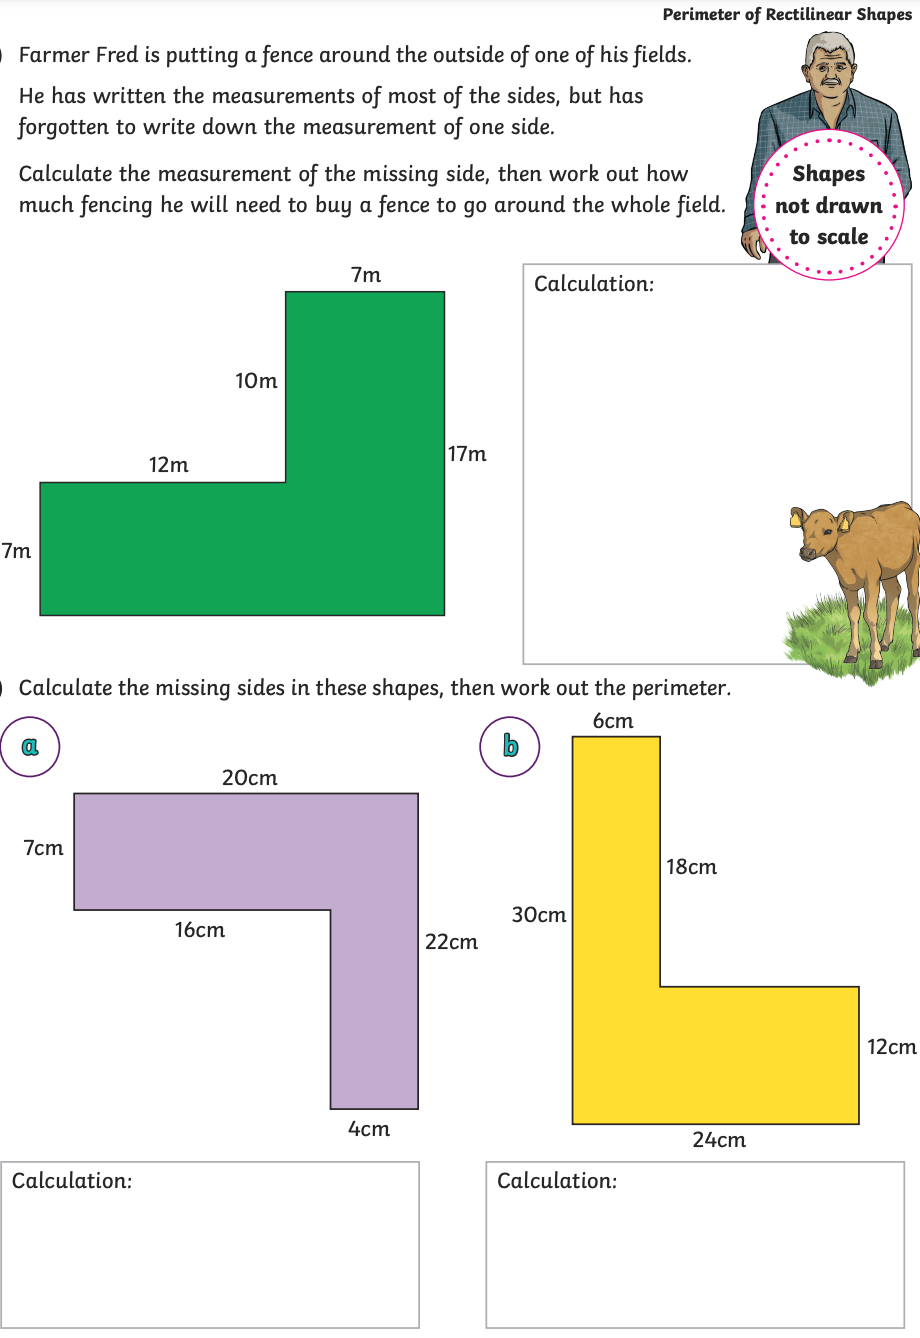 Perimeter of Rectilinear Shapes
) Farmer Fred is putting a fence around the outside of one of his fields.
He has written the measurements of most of the sides, but has
forgotten to write down the measurement of one side.
Calculate the measurement of the missing side, then work out how
much fencing he will need to buy a fence to go around the whole field.
Shapes
not drawn
to scale
7m
10m
12m
17m
7m
Calculation:
) Calculate the missing sides in these shapes, then work out the perimeter.
a
20cm
7cm
16cm
22cm
4cm
b
6cm
18cm
30cm
12cm
24cm
Calculation:
Calculation: